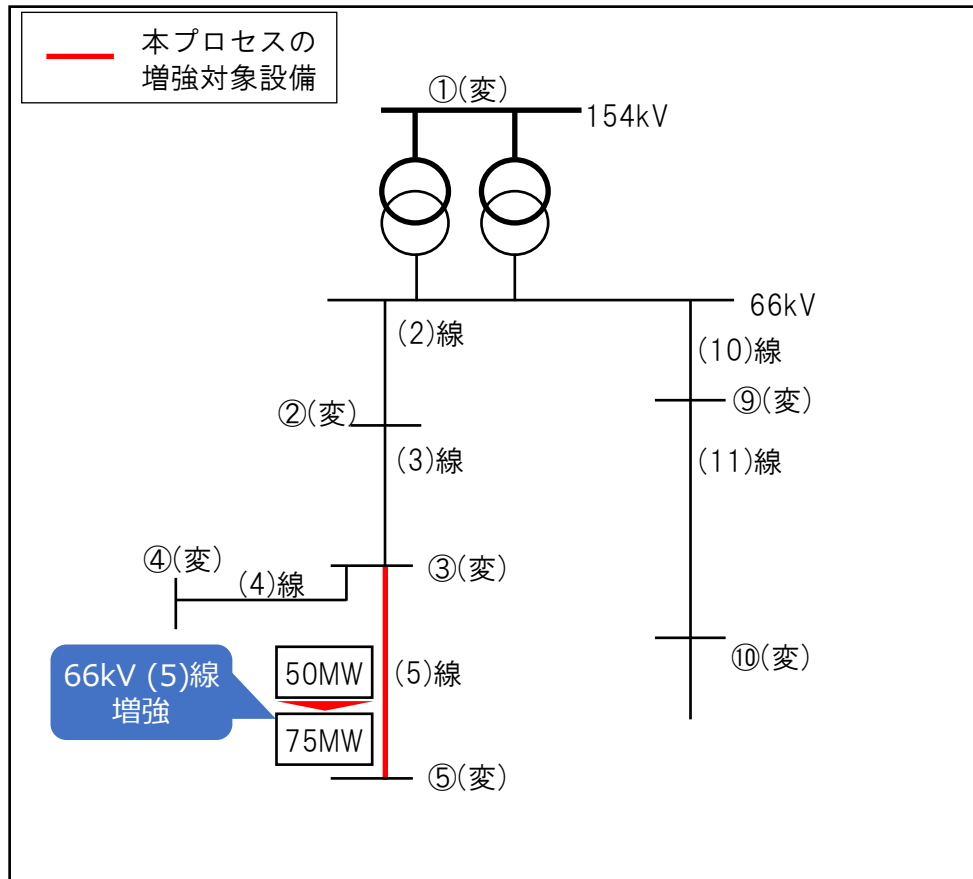 本プロセスの
増強対象設備
①(変)
154kV
66kV
(2)線
(10)線
②(変)
⑨(変)
(3)線
(11)線
④(変)
(4)線
③(変)
66kV (5)線
増強
50MW
75MW
(5)線
⑩(変)
⑤(変)